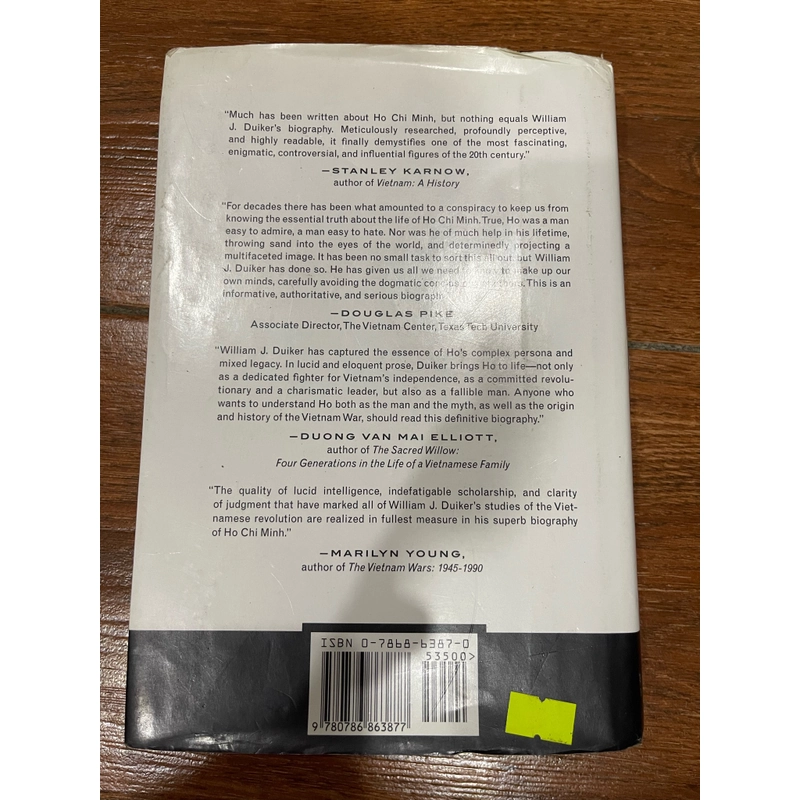 "Much has been written about Ho Chi Minh, but nothing equals William
J. Duiker's biography. Meticulously researched, profoundly perceptive,
and highly readable, it finally demystifies one of the most fascinating,
enigmatic, controversial, and influential figures of the 20th century."
—STANLEY KARNOW,
author of Vietnam: A History
"For decades there has been what amounted to a conspiracy to keep us from
knowing the essential truth about the life of Ho Chi Minh. True, Ho was a man
easy to admire, a man easy to hate. Nor was he of much help in his lifetime,
throwing sand into the eyes of the world, and determinedly projecting a
multifaceted image. It has been no small task to sort this all out, but William
J. Duiker has done so. He has given us all we need to make up our
own minds, carefully avoiding the dogmatic This is an
informative, authoritative, and serious biography
—DOUGLAS PIKE
Associate Director, The Vietnam Center, Texas Tech University
"William J. Duiker has captured the essence of Ho's complex persona and
mixed legacy. In lucid and eloquent prose, Duiker brings Ho to life—not only
as a dedicated fighter for Vietnam's independence, as a committed revolu-
tionary and a charismatic leader, but also as a fallible man. Anyone who
wants to understand Ho both as the man and the myth, as well as the origin
and history of the Vietnam War, should read this definitive biography."
—DUONG VAN MAI ELLIOTT,
author of The Sacred Willow:
Four Generations in the Life of a Vietnamese Family
"The quality of lucid intelligence, indefatigable scholarship, and clarity
of judgment that have marked all of William J. Duiker's studies of the Viet-
namese revolution are realized in fullest measure in his superb biography
of Ho Chi Minh."
—MARILYN YOUNG,
author of The Vietnam Wars: 1945-1990
ISBN 0-7868-6387-0
53500>
9 780786 863877